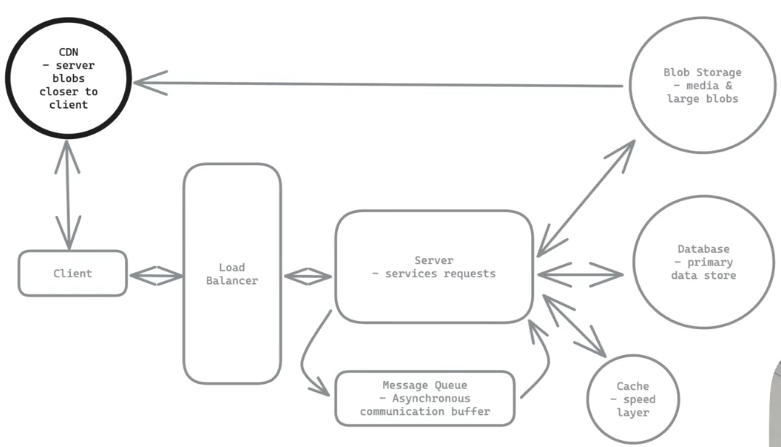 CDN
– server
blobs
closer to
client
Blob Storage
– media &
large blobs
Client
Load
Balancer
Server
– services requests
Database
– primary
data store
Message Queue
– Asynchronous
communication buffer
Cache
– speed
layer